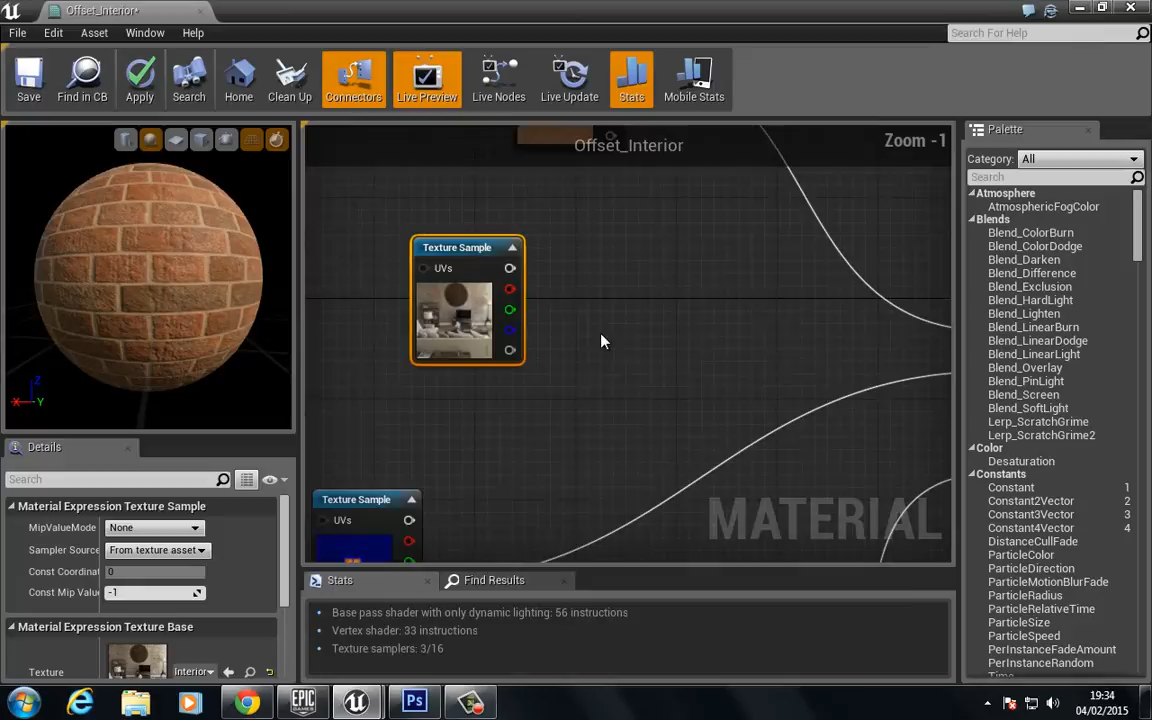 Offset_Interior*
File Edit Asset Window Help
Search For Help
Save Find in CB Apply Search Home Clean Up Connectors Live Preview Live Nodes Live Update Stats Mobile Stats
Offset_Interior
Zoom -1
Palette
Category: All
Search
Atmosphere
AtmosphericFogColor
Blends
Blend_ColorBurn
Blend_ColorDodge
Blend_Darken
Blend_Difference
Blend_Exclusion
Blend_HardLight
Blend_Lighten
Blend_LinearBurn
Blend_LinearDodge
Blend_LinearLight
Blend_Overlay
Blend_PinLight
Blend_Screen
Blend_SoftLight
Lerp_ScratchGrime
Lerp_ScratchGrime2
Color
Desaturation
Constants
Constant 1
Constant2Vector 2
Constant3Vector 3
Constant4Vector 4
DistanceCullFade
ParticleColor
ParticleDirection
ParticleMotionBlurFade
ParticleRadius
ParticleRelativeTime
ParticleSize
ParticleSpeed
PerInstanceFadeAmount
PerInstanceRandom
Time
Texture Sample
UVs
Texture Sample
UVs
MATERIAL
Z
X Y
Details
Search
Material Expression Texture Sample
MipValueMode None
Sampler Source From texture asset
Const Coordinat 0
Const Mip Value -1
Material Expression Texture Base
Texture Interior
Stats Find Results
Base pass shader with only dynamic lighting: 56 instructions
Vertex shader: 33 instructions
Texture samplers: 3/16
EPIC GAMES
Ps
19:34
04/02/2015